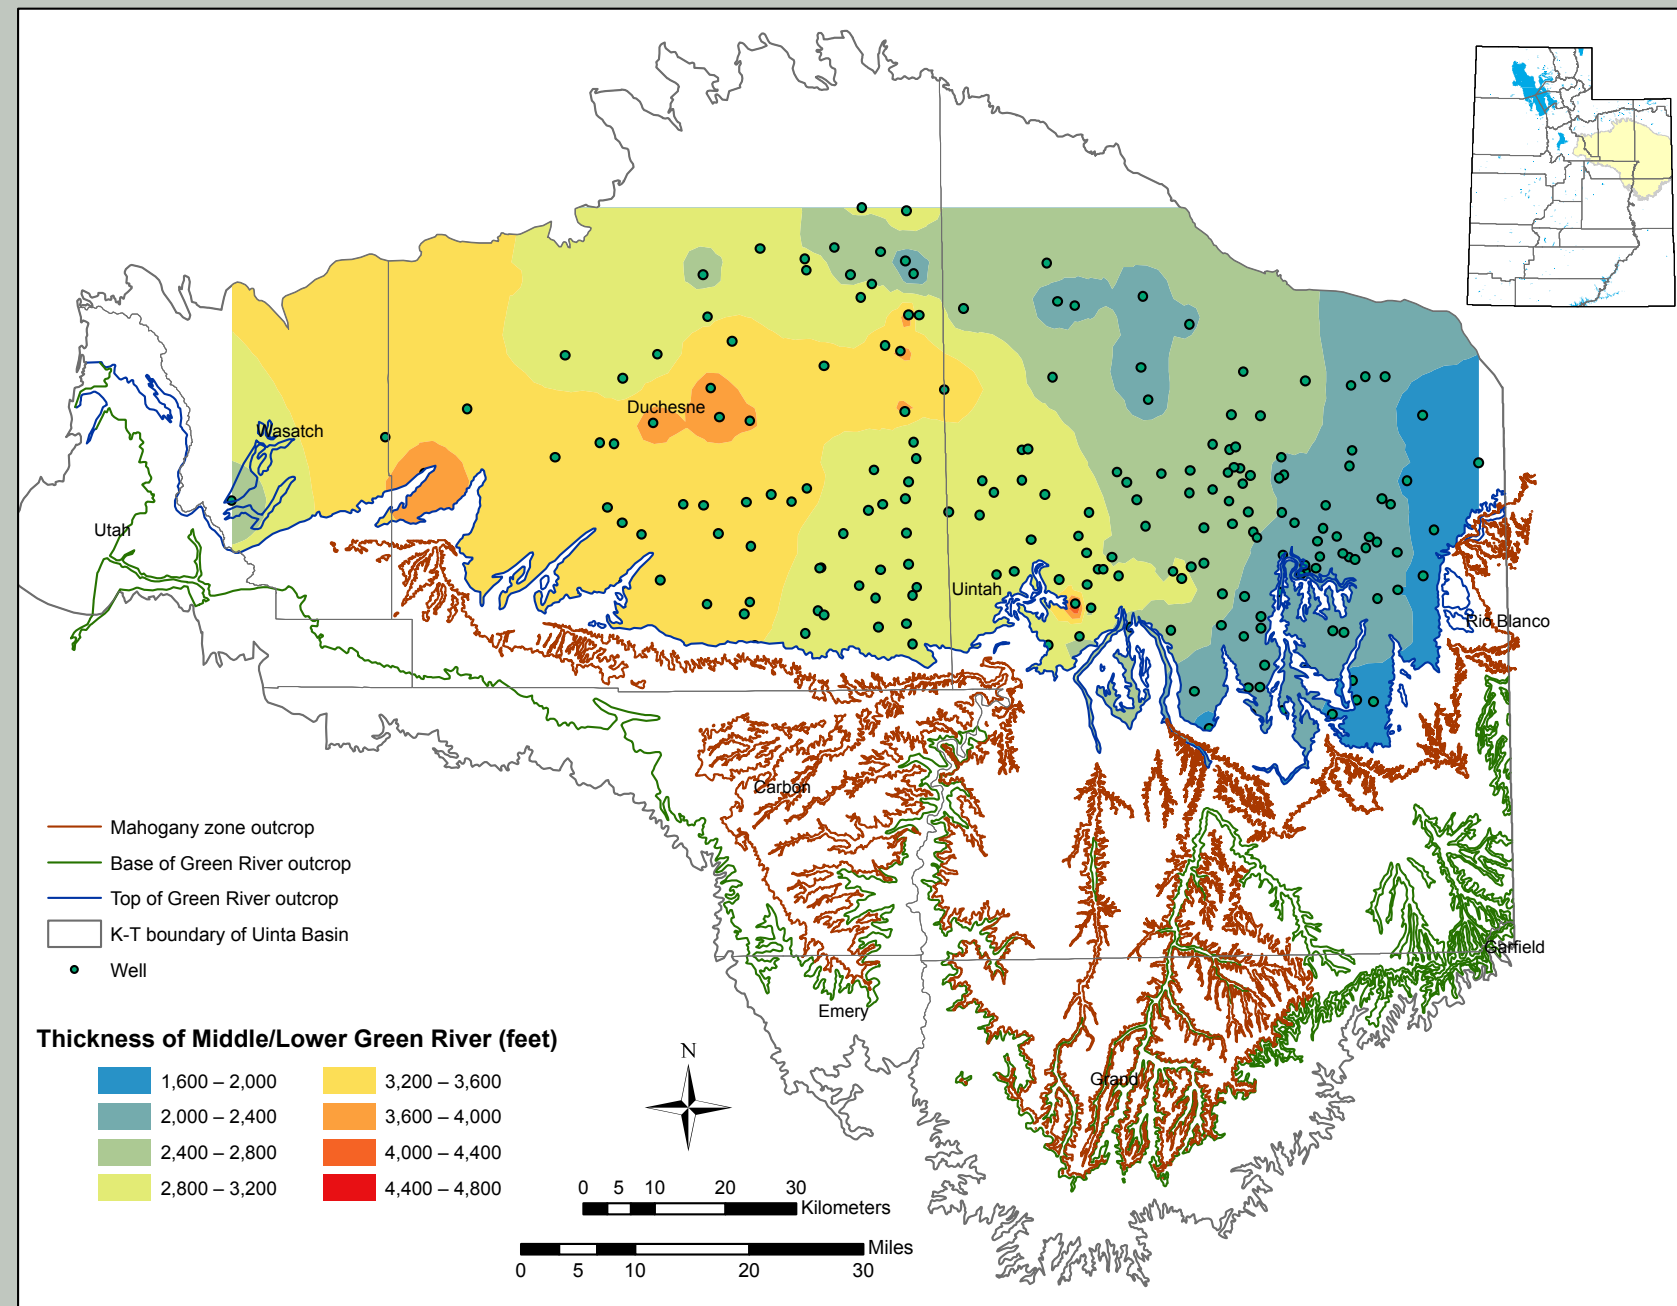 Duchesne
Wasatch
Utah
Uintah
Rio Blanco
Carbon
Garfield
Emery
Grand
Mahogany zone outcrop
Base of Green River outcrop
Top of Green River outcrop
K-T boundary of Uinta Basin
Well
Thickness of Middle/Lower Green River (feet)
1,600 – 2,000
2,000 – 2,400
2,400 – 2,800
2,800 – 3,200
3,200 – 3,600
3,600 – 4,000
4,000 – 4,400
4,400 – 4,800
N
0 5 10 20 30
Kilometers
Miles
0 5 10 20 30